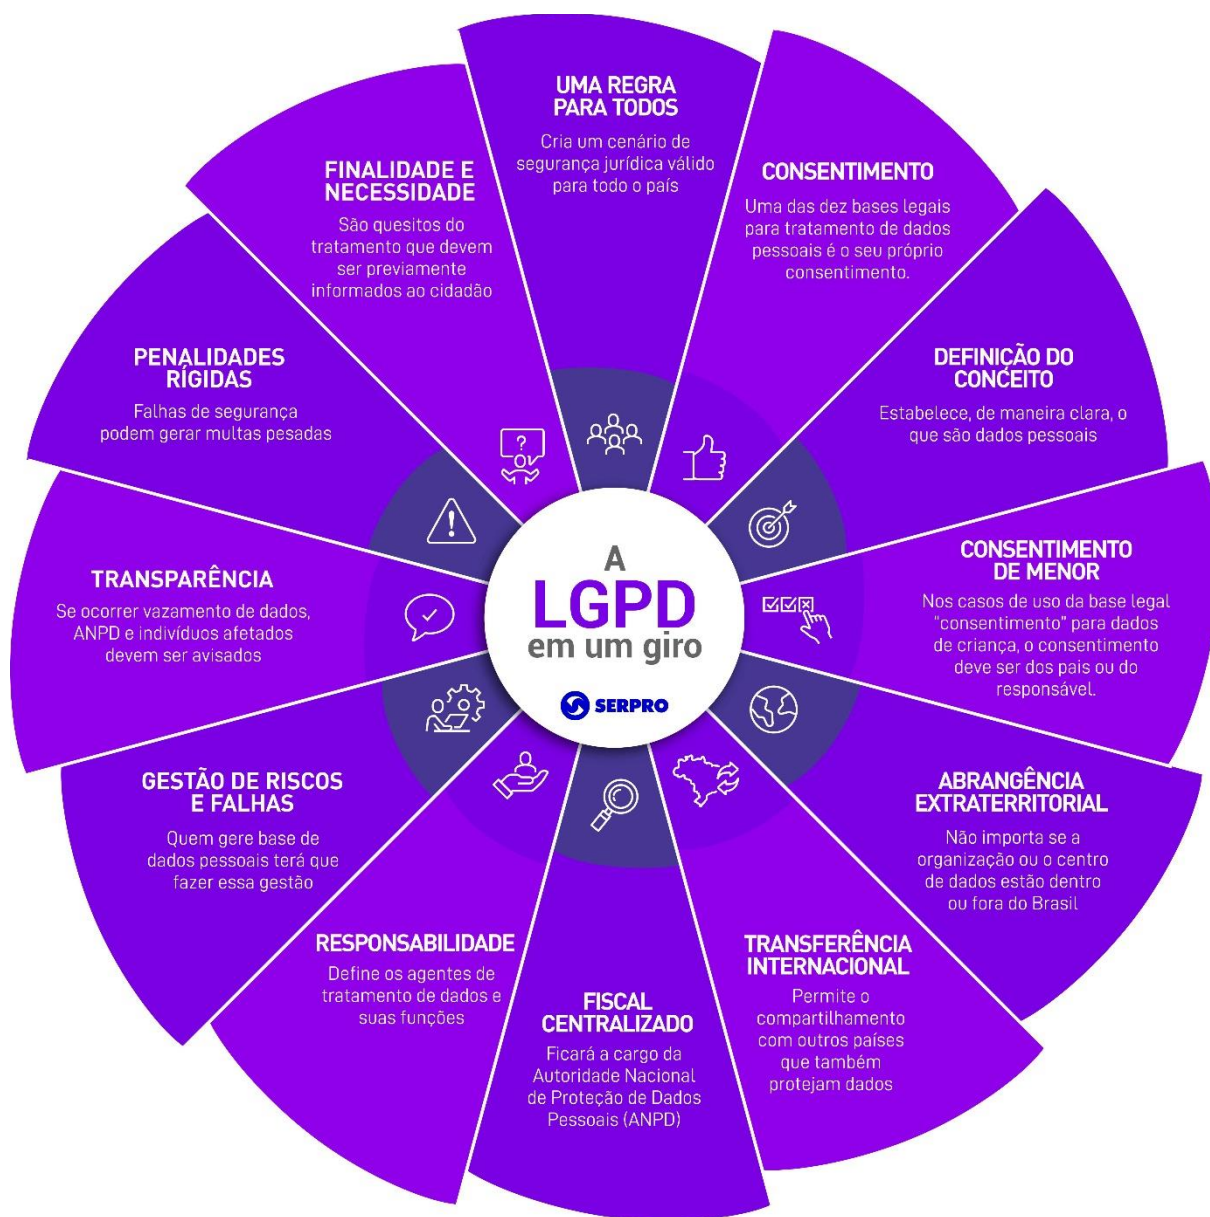 UMA REGRA
PARA TODOS
Cria um cenário de
segurança jurídica válido
para todo o país
CONSENTIMENTO
Uma das dez bases legais
para tratamento de dados
pessoais é o seu próprio
consentimento.
DEFINIÇÃO DO
CONCEITO
Estabelece, de maneira clara, o
que são dados pessoais
CONSENTIMENTO
DE MENOR
Nos casos de uso da base legal
"consentimento" para dados
de criança, o consentimento
deve ser dos pais ou do
responsável.
ABRANGÊNCIA
EXTRATERRITORIAL
Não importa se a
organização ou o centro
de dados estão dentro
ou fora do Brasil
TRANSFERÊNCIA
INTERNACIONAL
Permite o
compartilhamento
com outros países
que também
protejam dados
FISCAL
CENTRALIZADO
Ficará a cargo da
Autoridade Nacional
de Proteção de Dados
Pessoais (ANPD)
RESPONSABILIDADE
Define os agentes de
tratamento de dados e
suas funções
GESTÃO DE RISCOS
E FALHAS
Quem gere base de
dados pessoais terá que
fazer essa gestão
TRANSPARÊNCIA
Se ocorrer vazamento de dados,
ANPD e indivíduos afetados
devem ser avisados
PENALIDADES
RÍGIDAS
Falhas de segurança
podem gerar multas pesadas
FINALIDADE E
NECESSIDADE
São quesitos do
tratamento que devem
ser previamente
informados ao cidadão
?
!
A
LGPD
em um giro
SERPRO